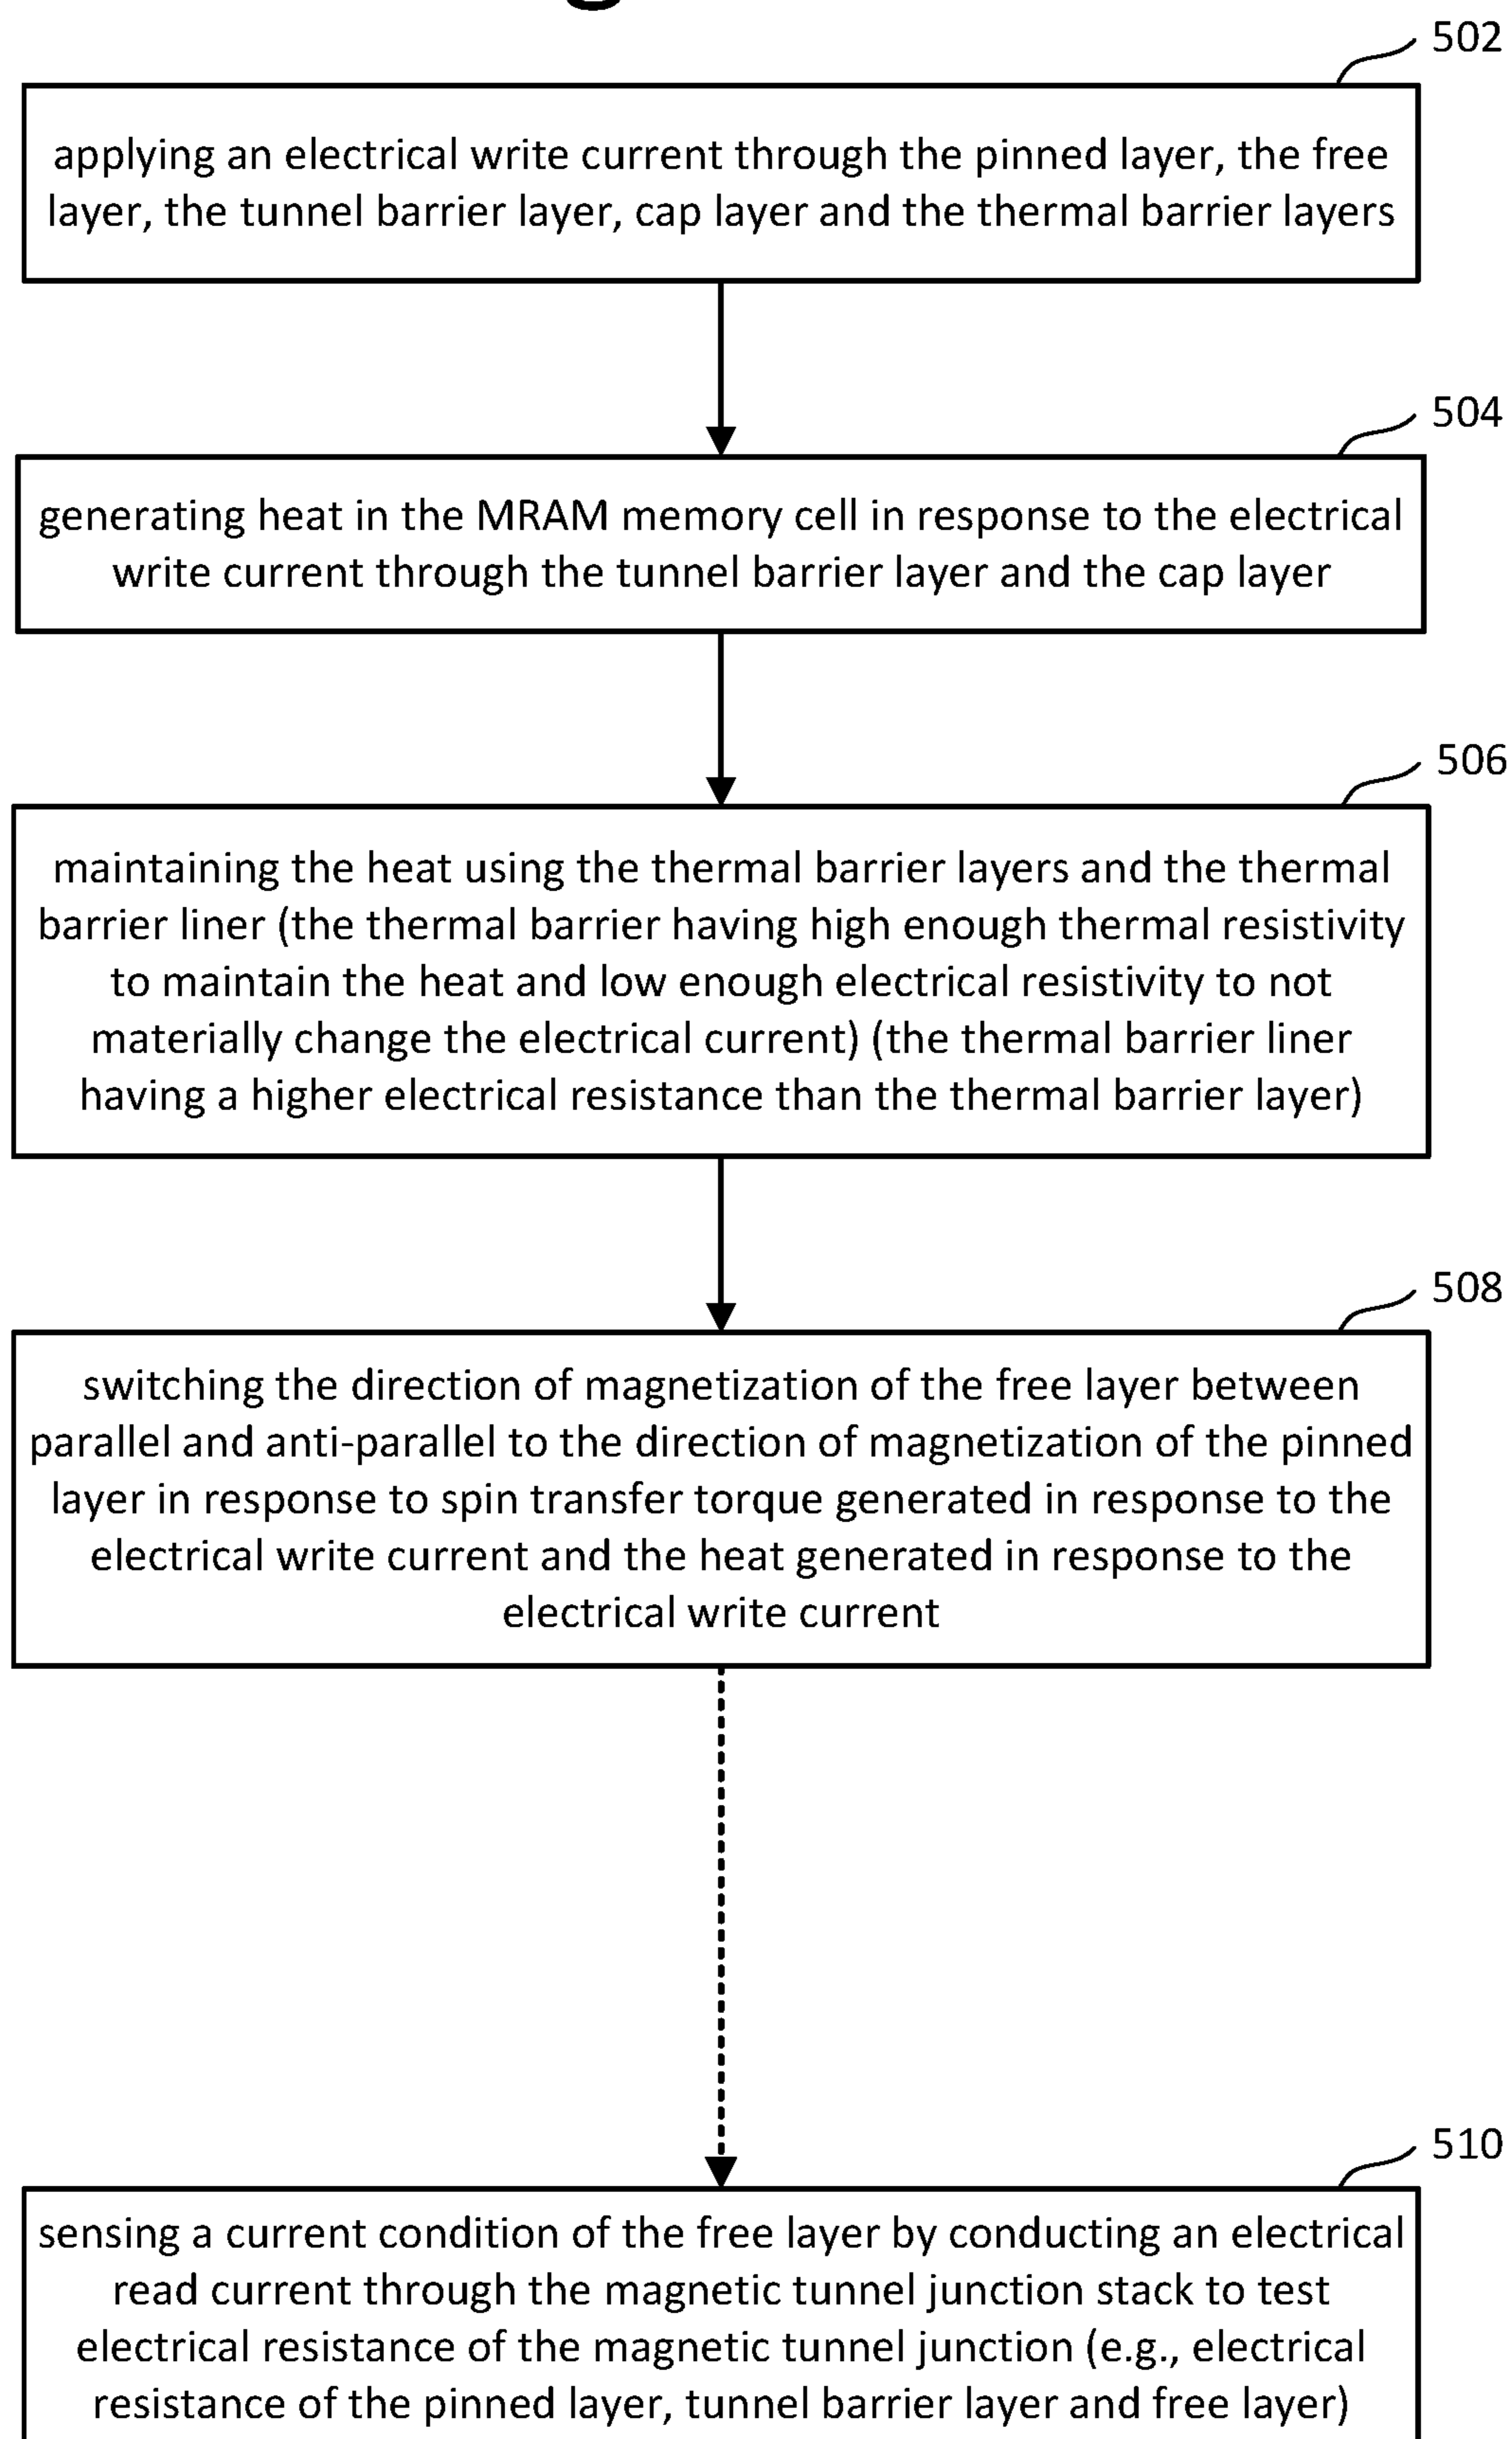 502
applying an electrical write current through the pinned layer, the free
layer, the tunnel barrier layer, cap layer and the thermal barrier layers
504
generating heat in the MRAM memory cell in response to the electrical
write current through the tunnel barrier layer and the cap layer
506
maintaining the heat using the thermal barrier layers and the thermal
barrier liner (the thermal barrier having high enough thermal resistivity
to maintain the heat and low enough electrical resistivity to not
materially change the electrical current) (the thermal barrier liner
having a higher electrical resistance than the thermal barrier layer)
508
switching the direction of magnetization of the free layer between
parallel and anti-parallel to the direction of magnetization of the pinned
layer in response to spin transfer torque generated in response to the
electrical write current and the heat generated in response to the
electrical write current
510
sensing a current condition of the free layer by conducting an electrical
read current through the magnetic tunnel junction stack to test
electrical resistance of the magnetic tunnel junction (e.g., electrical
resistance of the pinned layer, tunnel barrier layer and free layer)